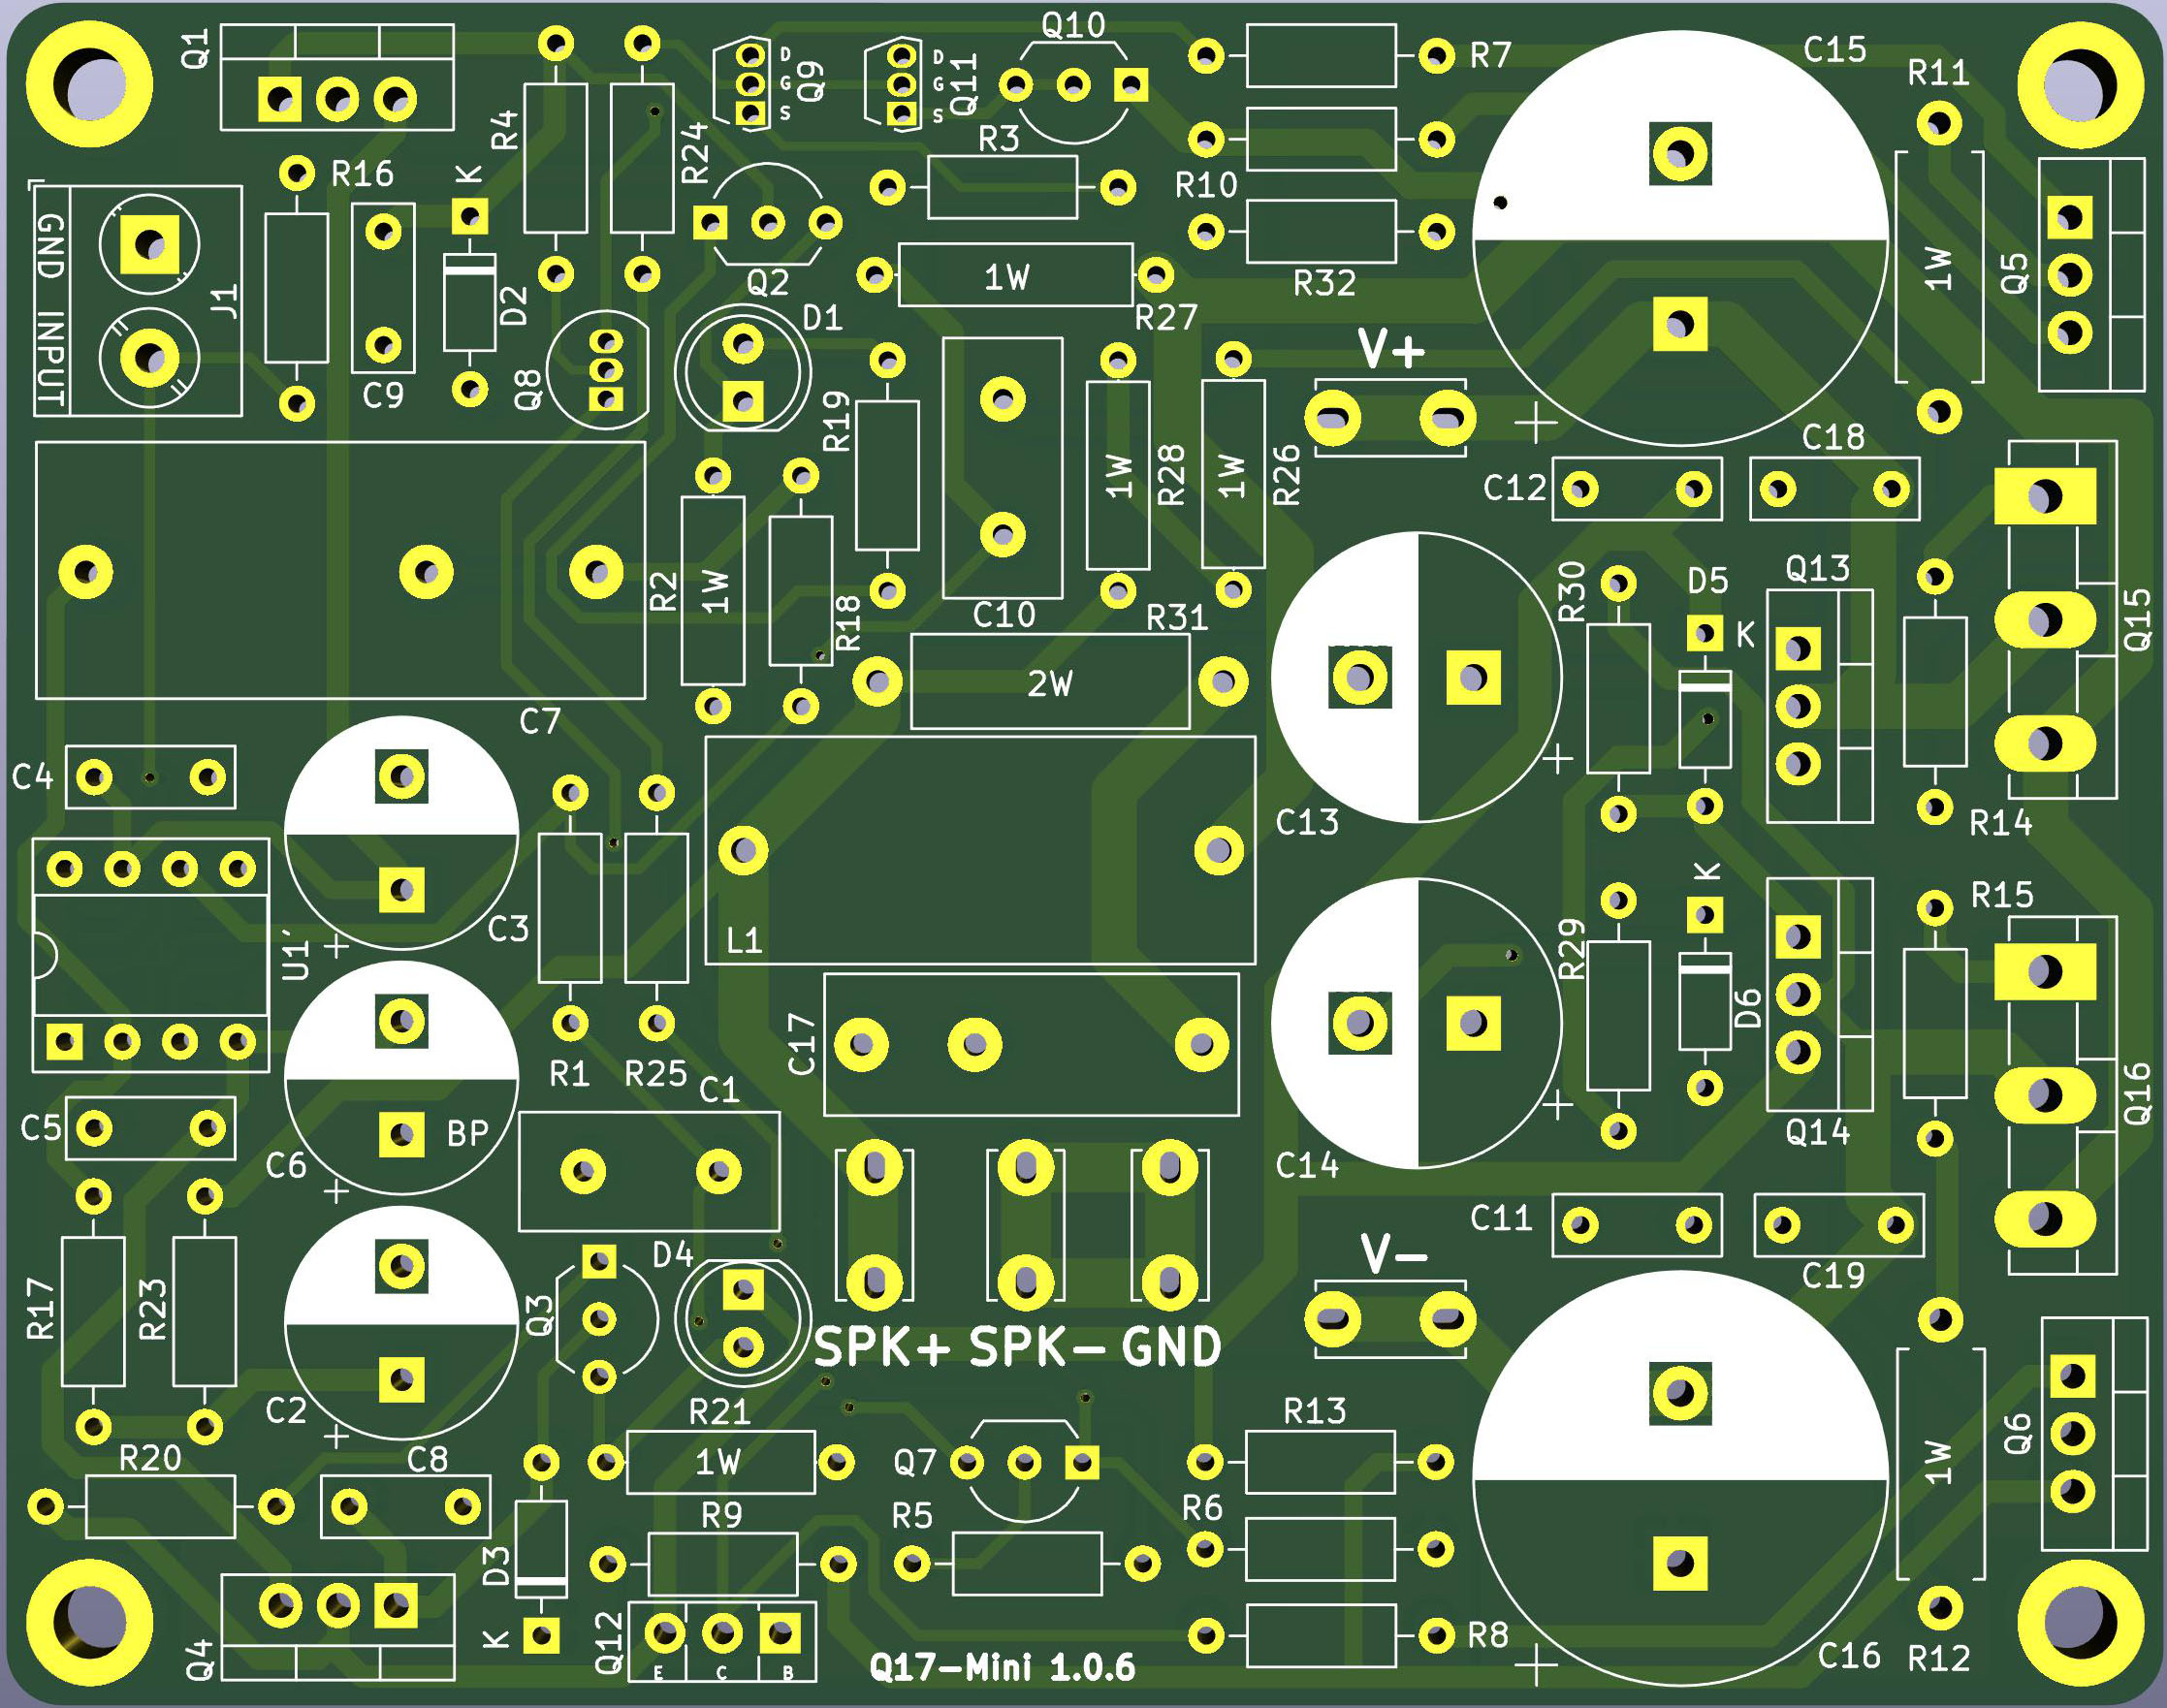 Q1
R4
R24
D
G
S
Q9
D
G
S
Q11
Q10
R7
C15
R11
R3
R10
R16
K
GND INPUT
J1
C9
D2
Q8
Q2
D1
1W
R27
R32
1W
Q5
V+
R19
C10
1W
R28
1W
R26
+
C12
C18
C7
R2
1W
R18
R31
2W
C13
+
R30
D5
K
Q13
R14
Q15
C4
C3
+
U1'
R1
R25
L1
C17
C14
+
R29
K
D6
Q14
R15
Q16
C5
C6
BP
+
C1
R17
R23
C2
+
Q3
D4
SPK+ SPK- GND
V-
C11
C19
R20
C8
R21
1W
Q7
R13
R6
1W
Q6
D3
K
R9
R5
Q4
Q12
E C B
Q17-Mini 1.0.6
R8
+
C16
R12